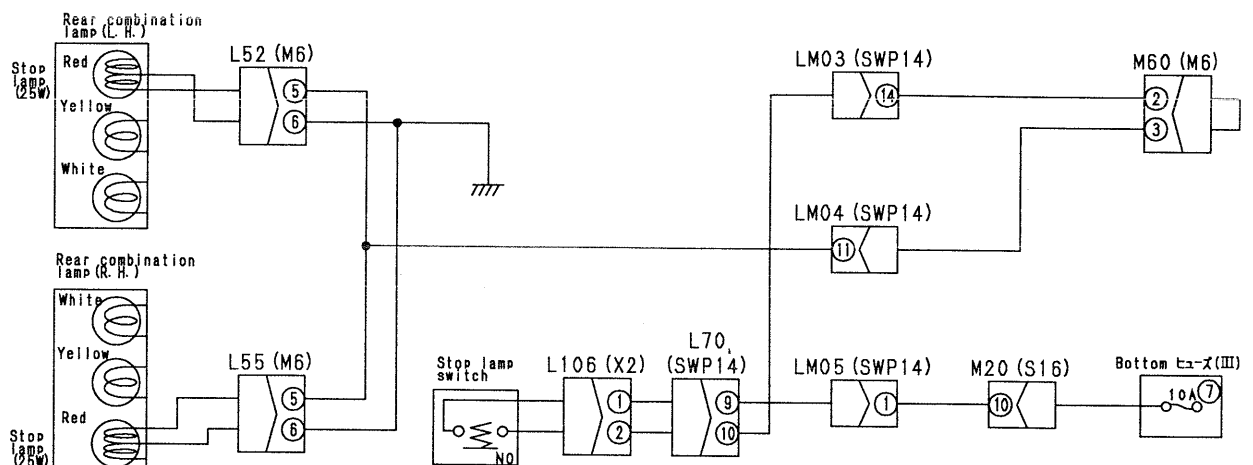 Rear combination
lamp (L.H.)
Stop
lamp
(25W)
Red
Yellow
White
L52 (M6)
5
6
LM03 (SWP14)
14
M60 (M6)
2
3
LM04 (SWP14)
11
Rear combination
lamp (R.H.)
White
Yellow
Red
Stop
lamp
(25W)
L55 (M6)
5
6
Stop lamp
switch
NO
L106 (X2)
1
2
L70
(SWP14)
9
10
LM05 (SWP14)
1
M20 (S16)
10
Bottom ヒューズ(III)
10A
7